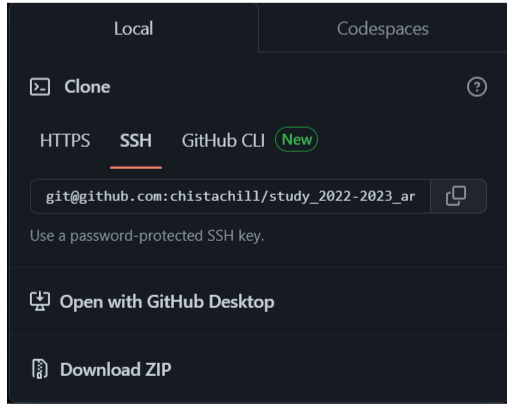 Local Codespaces
Clone
HTTPS SSH GitHub CLI New
git@github.com:chistachill/study_2022-2023_ar
Use a password-protected SSH key.
Open with GitHub Desktop
Download ZIP